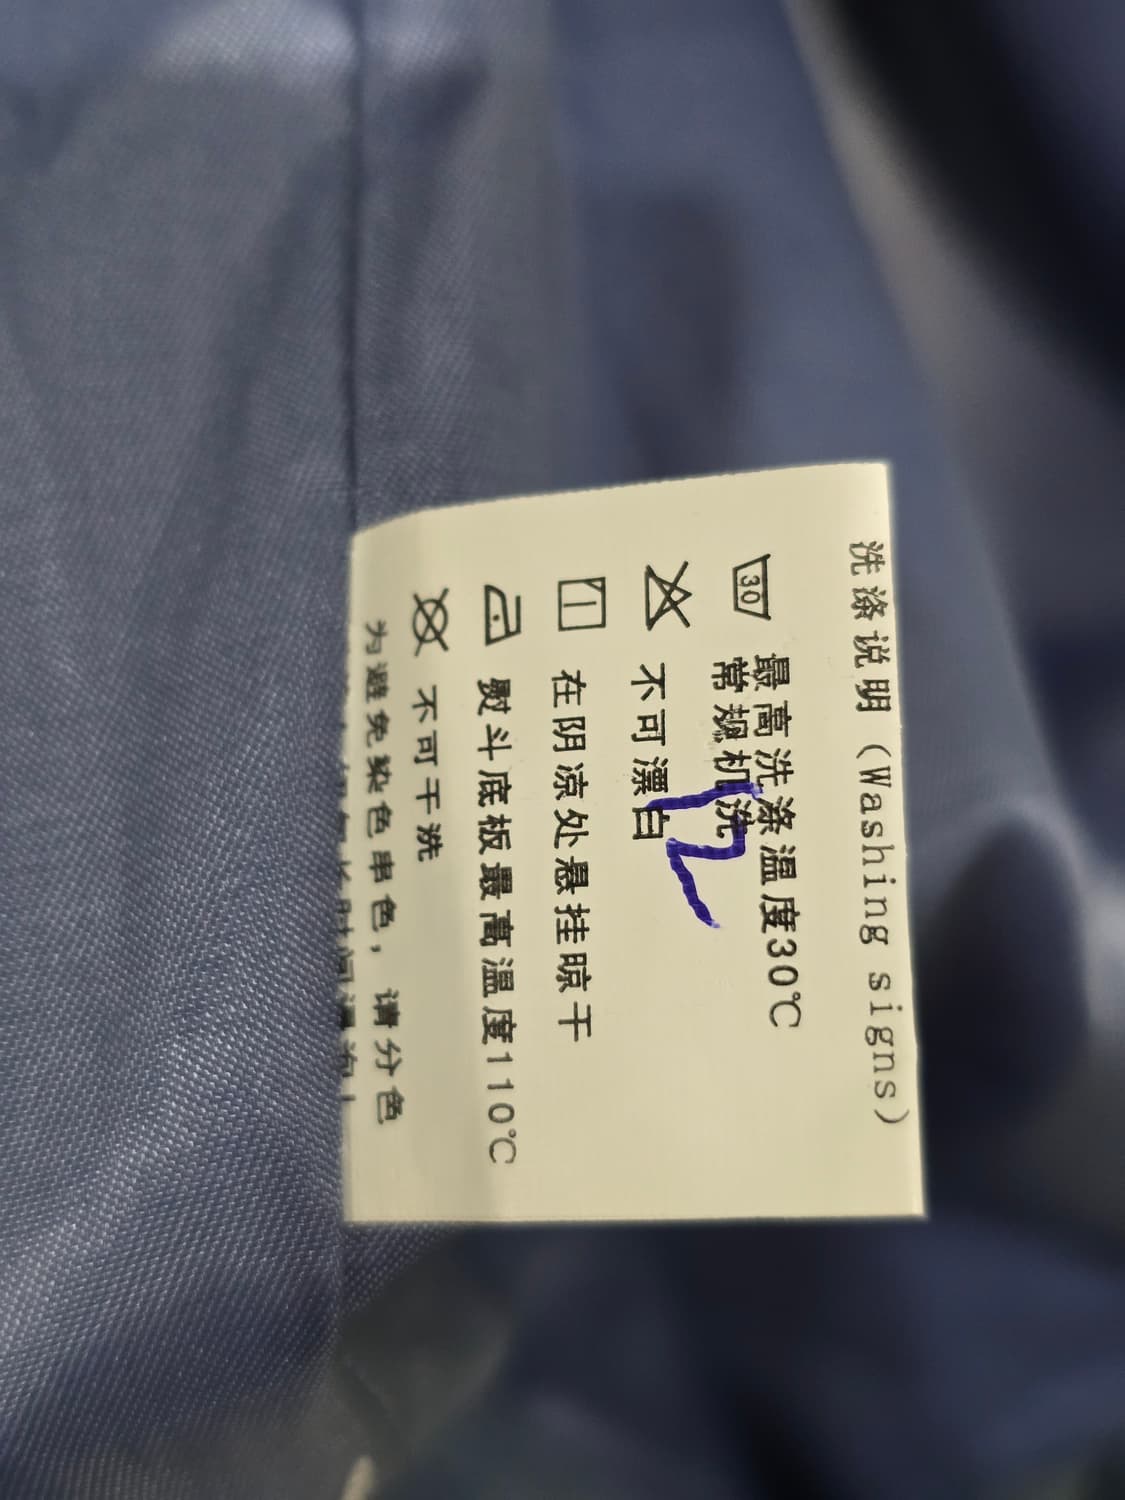 洗涤说明（Washing signs）
30 最高洗涤温度30℃
常规机洗
不可漂白
在阴凉处悬挂晾干
熨斗底板最高温度110℃
不可干洗
为避免染色串色，请分色
12